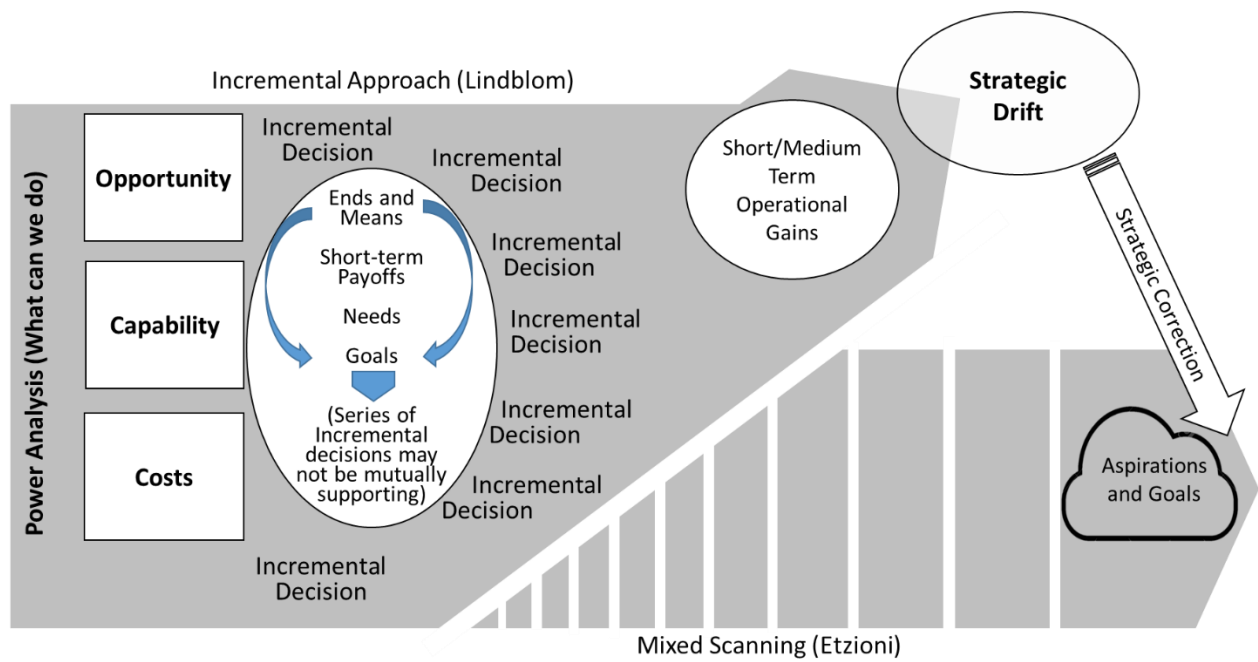 Incremental Approach (Lindblom)
Power Analysis (What can we do)
Opportunity
Capability
Costs
Incremental
Decision
Incremental
Decision
Incremental
Decision
Incremental
Decision
Incremental
Decision
Incremental
Decision
Incremental
Decision
Ends and
Means
Short-term
Payoffs
Needs
Goals
(Series of
Incremental
decisions may
not be mutually
supporting)
Short/Medium
Term
Operational
Gains
Strategic
Drift
Strategic Correction
Aspirations
and Goals
Mixed Scanning (Etzioni)